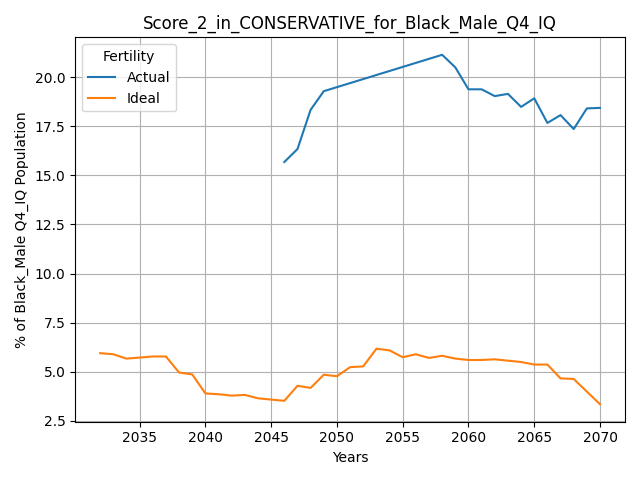 Score_2_in_CONSERVATIVE_for_Black_Male_Q4_IQ
Fertility
Actual
Ideal
% of Black_Male Q4_IQ Population
20.0
17.5
15.0
12.5
10.0
7.5
5.0
2.5
2035 2040 2045 2050 2055 2060 2065 2070
Years